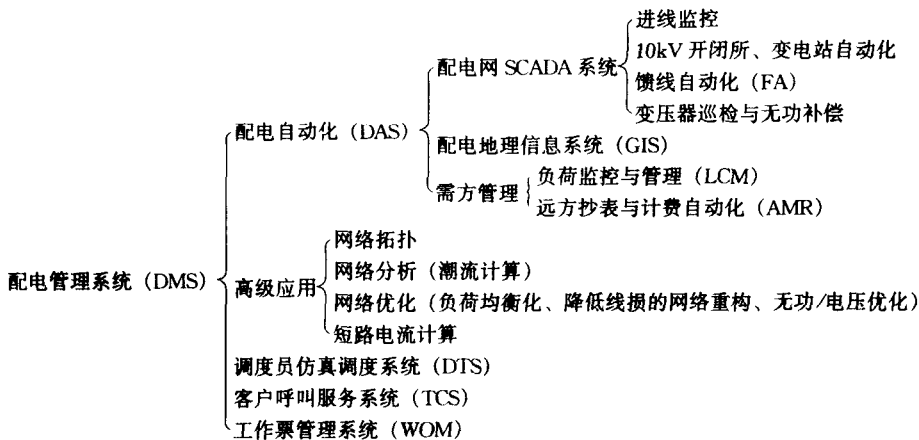 进线监控
10kV 开闭所、变电站自动化
配电网 SCADA 系统
馈线自动化（FA）
变压器巡检与无功补偿
配电自动化（DAS）
配电地理信息系统（GIS）
负荷监控与管理（LCM）
需方管理
远方抄表与计费自动化（AMR）
网络拓扑
网络分析（潮流计算）
配电管理系统（DMS）
高级应用
网络优化（负荷均衡化、降低线损的网络重构、无功/电压优化）
短路电流计算
调度员仿真调度系统（DTS）
客户呼叫服务系统（TCS）
工作票管理系统（WOM）